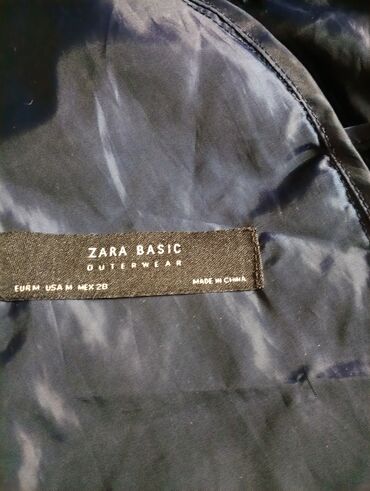 ZARA BASIC
OUTERWEAR
EUR M USA M MEX 28 MADE IN CHINA